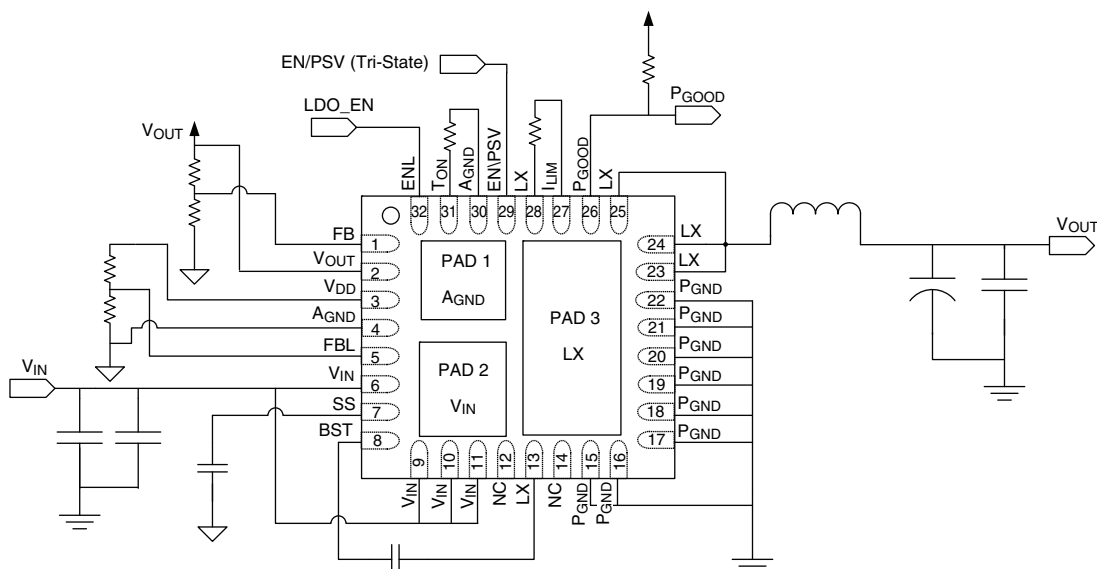 EN/PSV (Tri-State)
PGOOD
LDO_EN
VOUT
ENL
TON
AGND
EN\PSV
LX
ILIM
PGOOD
LX
32
31
30
29
28
27
26
25
FB
1
VOUT
2
VDD
3
AGND
4
FBL
5
VIN
VIN
6
SS
7
BST
8
PAD 1
AGND
PAD 2
VIN
PAD 3
LX
24
LX
23
LX
22
PGND
21
PGND
20
PGND
19
PGND
18
PGND
17
PGND
VOUT
9
10
11
12
13
14
15
16
VIN
VIN
VIN
NC
LX
NC
PGND
PGND